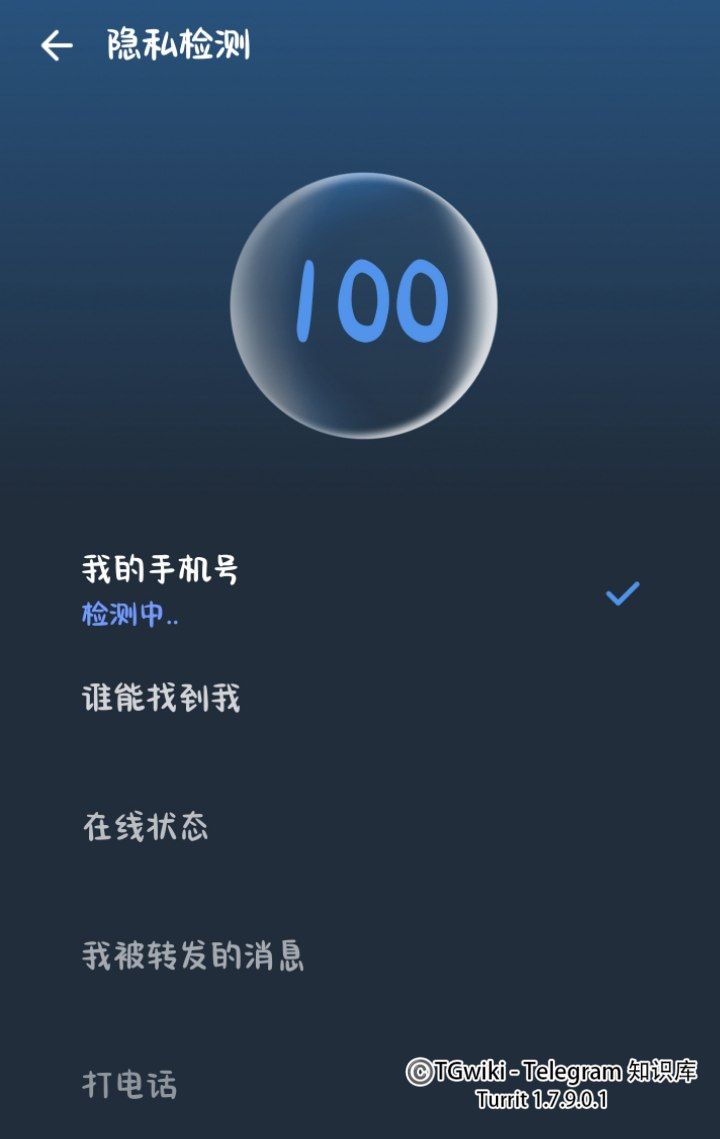 隐私检测
100
我的手机号
检测中..
谁能找到我
在线状态
我被转发的消息
打电话
©TGwiki - Telegram 知识库
Turrit 1.7.9.0.1